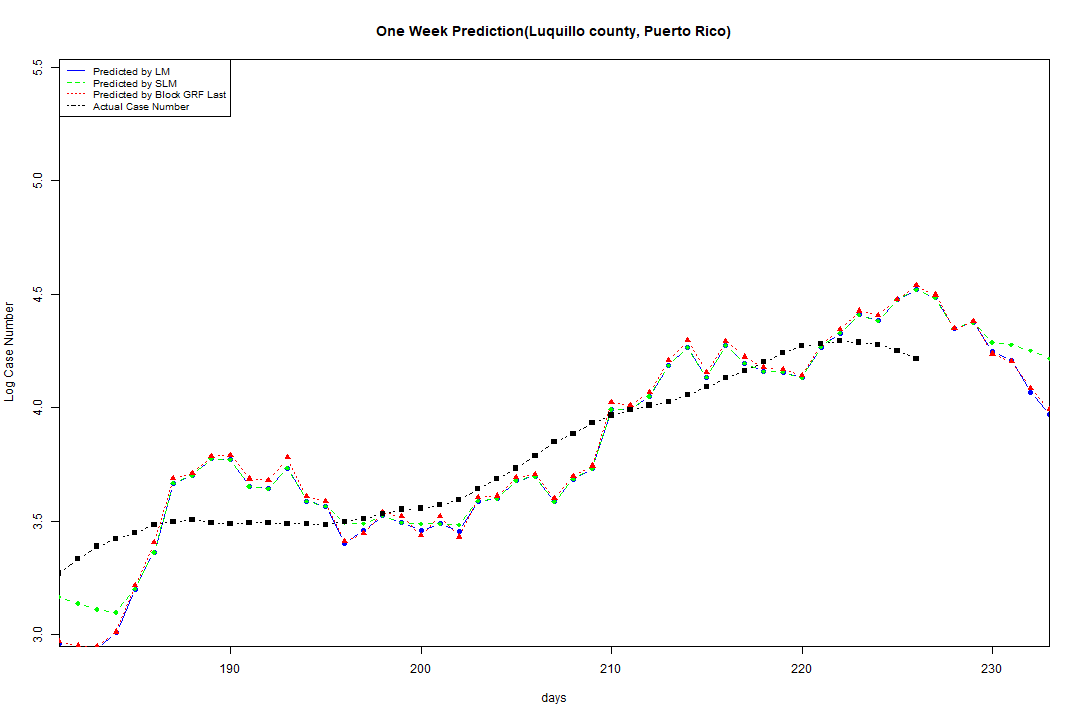 One Week Prediction(Luquillo county, Puerto Rico)
Predicted by LM
Predicted by SLM
Predicted by Block GRF Last
Actual Case Number
5.5
5.0
4.5
4.0
3.5
3.0
Log Case Number
190 200 210 220 230
days